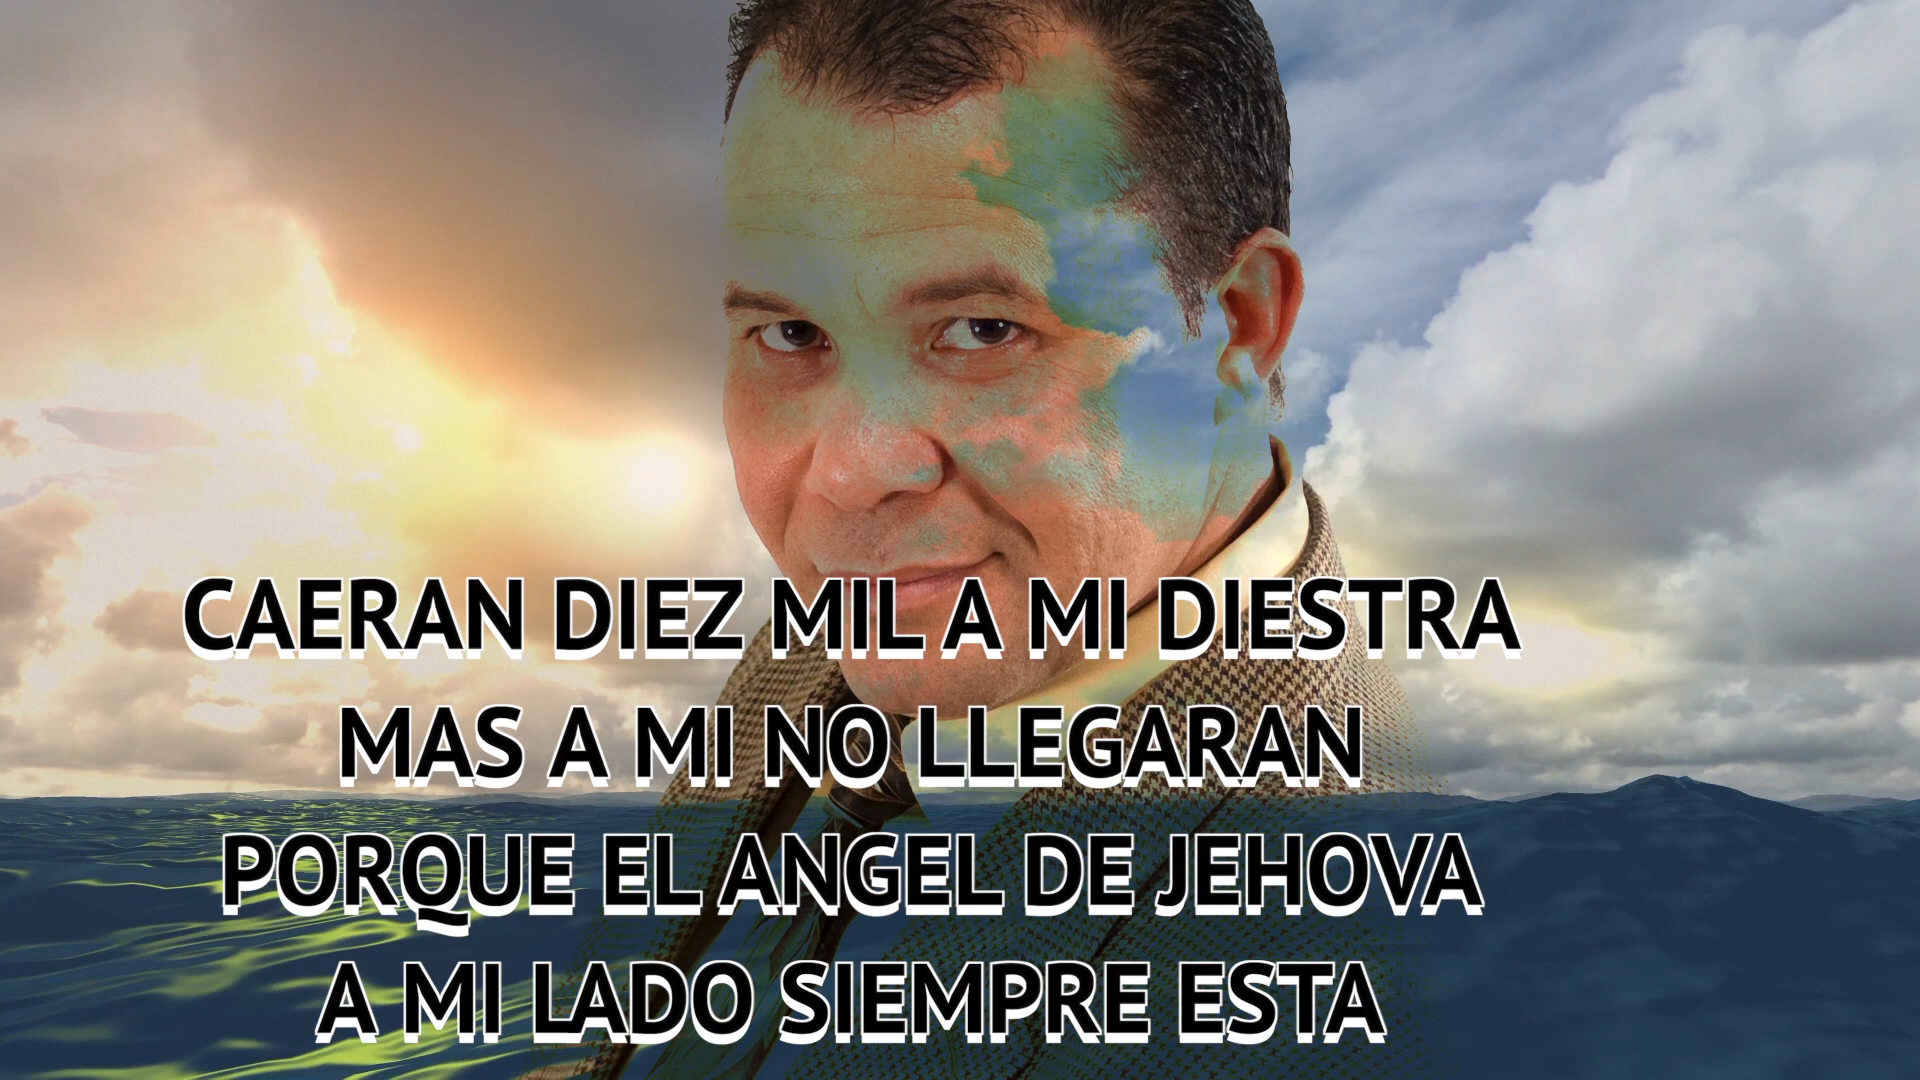 CAERAN DIEZ MIL A MI DIESTRA
MAS A MI NO LLEGARAN
PORQUE EL ANGEL DE JEHOVA
A MI LADO SIEMPRE ESTA